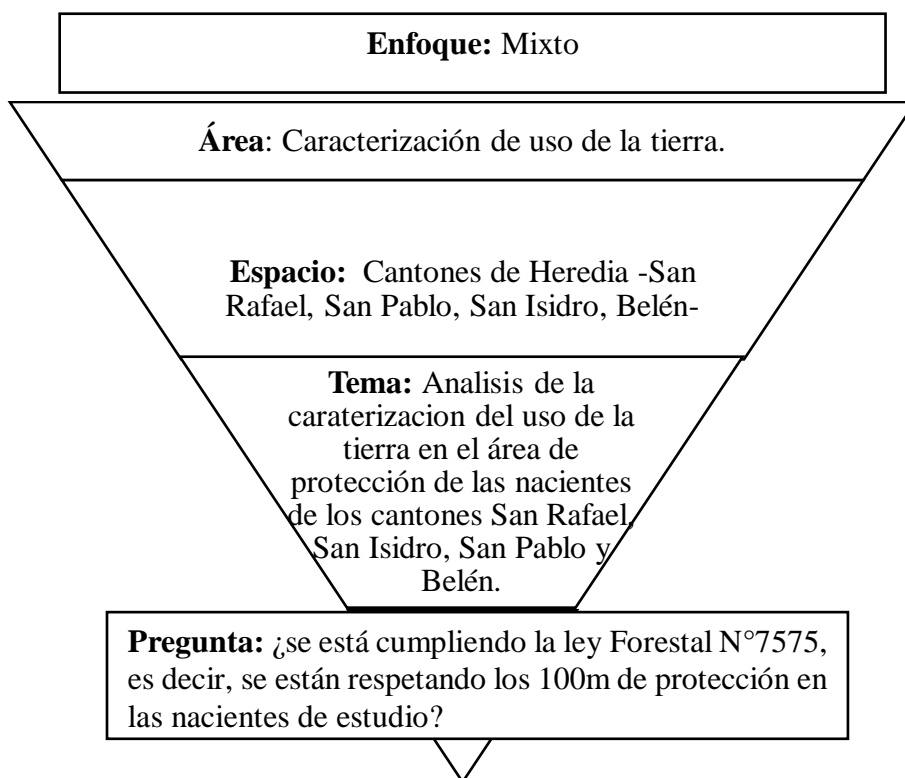 Enfoque: Mixto
Área: Caracterización de uso de la tierra.
Espacio: Cantones de Heredia -San
Rafael, San Pablo, San Isidro, Belén-
Tema: Analisis de la
caraterizacion del uso de la
tierra en el área de
protección de las nacientes
de los cantones San Rafael,
San Isidro, San Pablo y
Belén.
Pregunta: ¿se está cumpliendo la ley Forestal N°7575,
es decir, se están respetando los 100m de protección en
las nacientes de estudio?